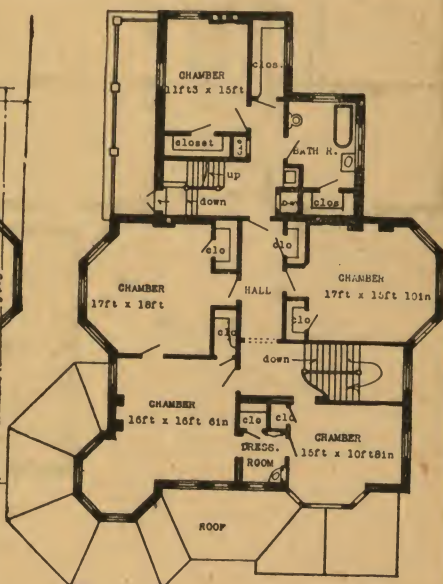 CHAMBER
11ft3 x 15ft
clos.
closet
BATH R.
up
down
clos
clo
CHAMBER
17ft x 18ft
HALL
clo
CHAMBER
17ft x 15ft 10in
clo
clo
down
CHAMBER
16ft x 16ft 6in
clo
clo
DRESS.
ROOM
CHAMBER
15ft x 10ft8in
ROOF